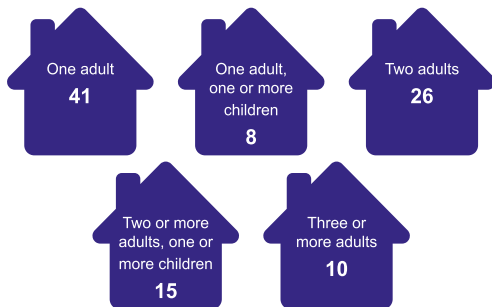 One adult
41
One adult,
one or more
children
8
Two adults
26
Two or more
adults, one or
more children
15
Three or
more adults
10